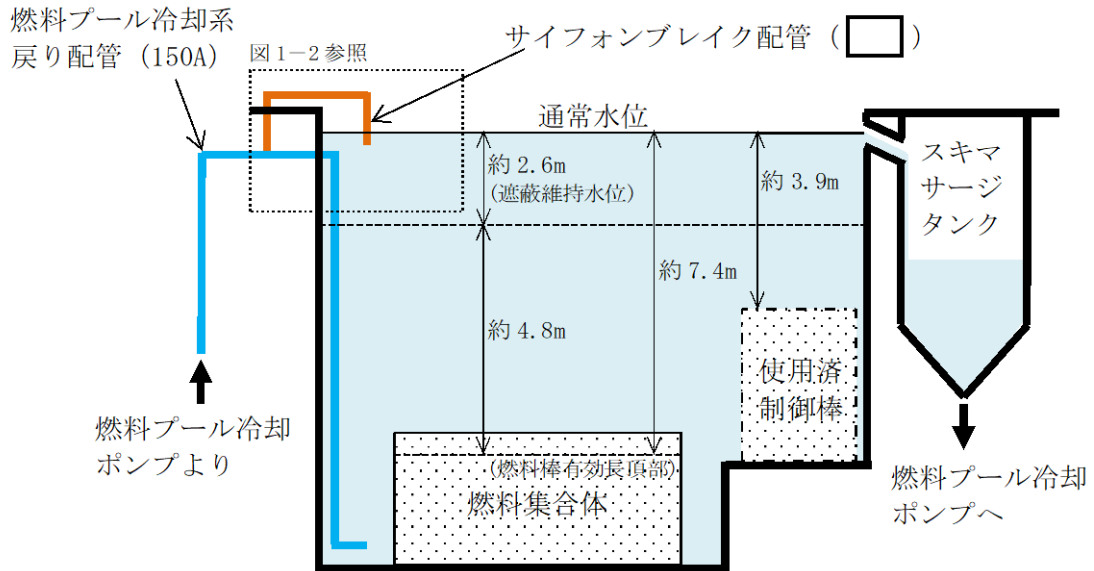 燃料プール冷却系
戻り配管（150A）
図1－2参照
サイフォンブレイク配管（　　）
通常水位
約2.6m
(遮蔽維持水位)
約3.9m
スキマ
サージ
タンク
約7.4m
約4.8m
使用済
制御棒
燃料プール冷却
ポンプより
(燃料棒有効長頂部)
燃料集合体
燃料プール冷却
ポンプへ